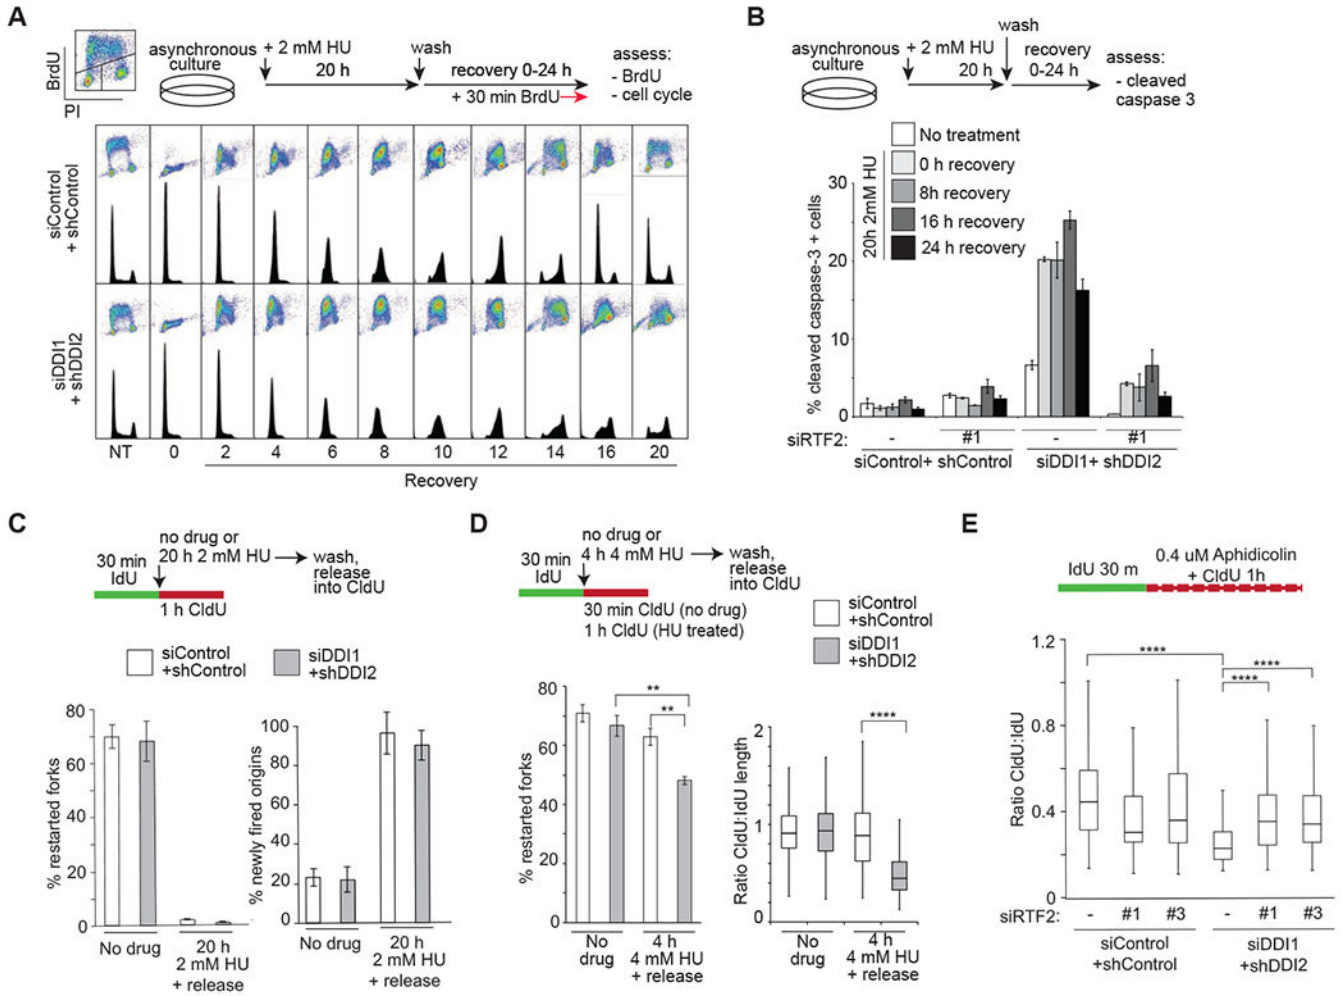 A
BrdU
PI
asynchronous
culture
+ 2 mM HU
20 h
wash
recovery 0-24 h
+ 30 min BrdU
assess:
- BrdU
- cell cycle
siControl
+ shControl
siDDI1
+ shDDI2
NT 0 2 4 6 8 10 12 14 16 20
Recovery
B
asynchronous
culture
+ 2 mM HU
20 h
wash
recovery
0-24 h
assess:
- cleaved
caspase 3
No treatment
0 h recovery
8h recovery
16 h recovery
24 h recovery
20h 2mM HU
% cleaved caspase-3 + cells
30
20
10
0
siRTF2: - #1 - #1
siControl+ shControl siDDI1+ shDDI2
C
30 min
IdU
no drug or
20 h 2 mM HU
wash,
release
into CldU
1 h CldU
siControl
+shControl
siDDI1
+shDDI2
% restarted forks
80
60
40
20
0
No drug
20 h
2 mM HU
+ release
% newly fired origins
100
80
60
40
20
0
No drug
20 h
2 mM HU
+ release
D
30 min
IdU
no drug or
4 h 4 mM HU
wash,
release
into CldU
30 min CldU (no drug)
1 h CldU (HU treated)
siControl
+shControl
siDDI1
+shDDI2
% restarted forks
80
60
40
20
0
**
**
No
drug
4 h
4 mM HU
+ release
Ratio CldU:IdU length
2
1
0
****
No
drug
4 h
4 mM HU
+ release
E
IdU 30 m
0.4 uM Aphidicolin
+ CldU 1h
Ratio CldU:IdU
1.2
0.8
0.4
0
****
****
****
siRTF2: - #1 #3 - #1 #3
siControl
+shControl
siDDI1
+shDDI2